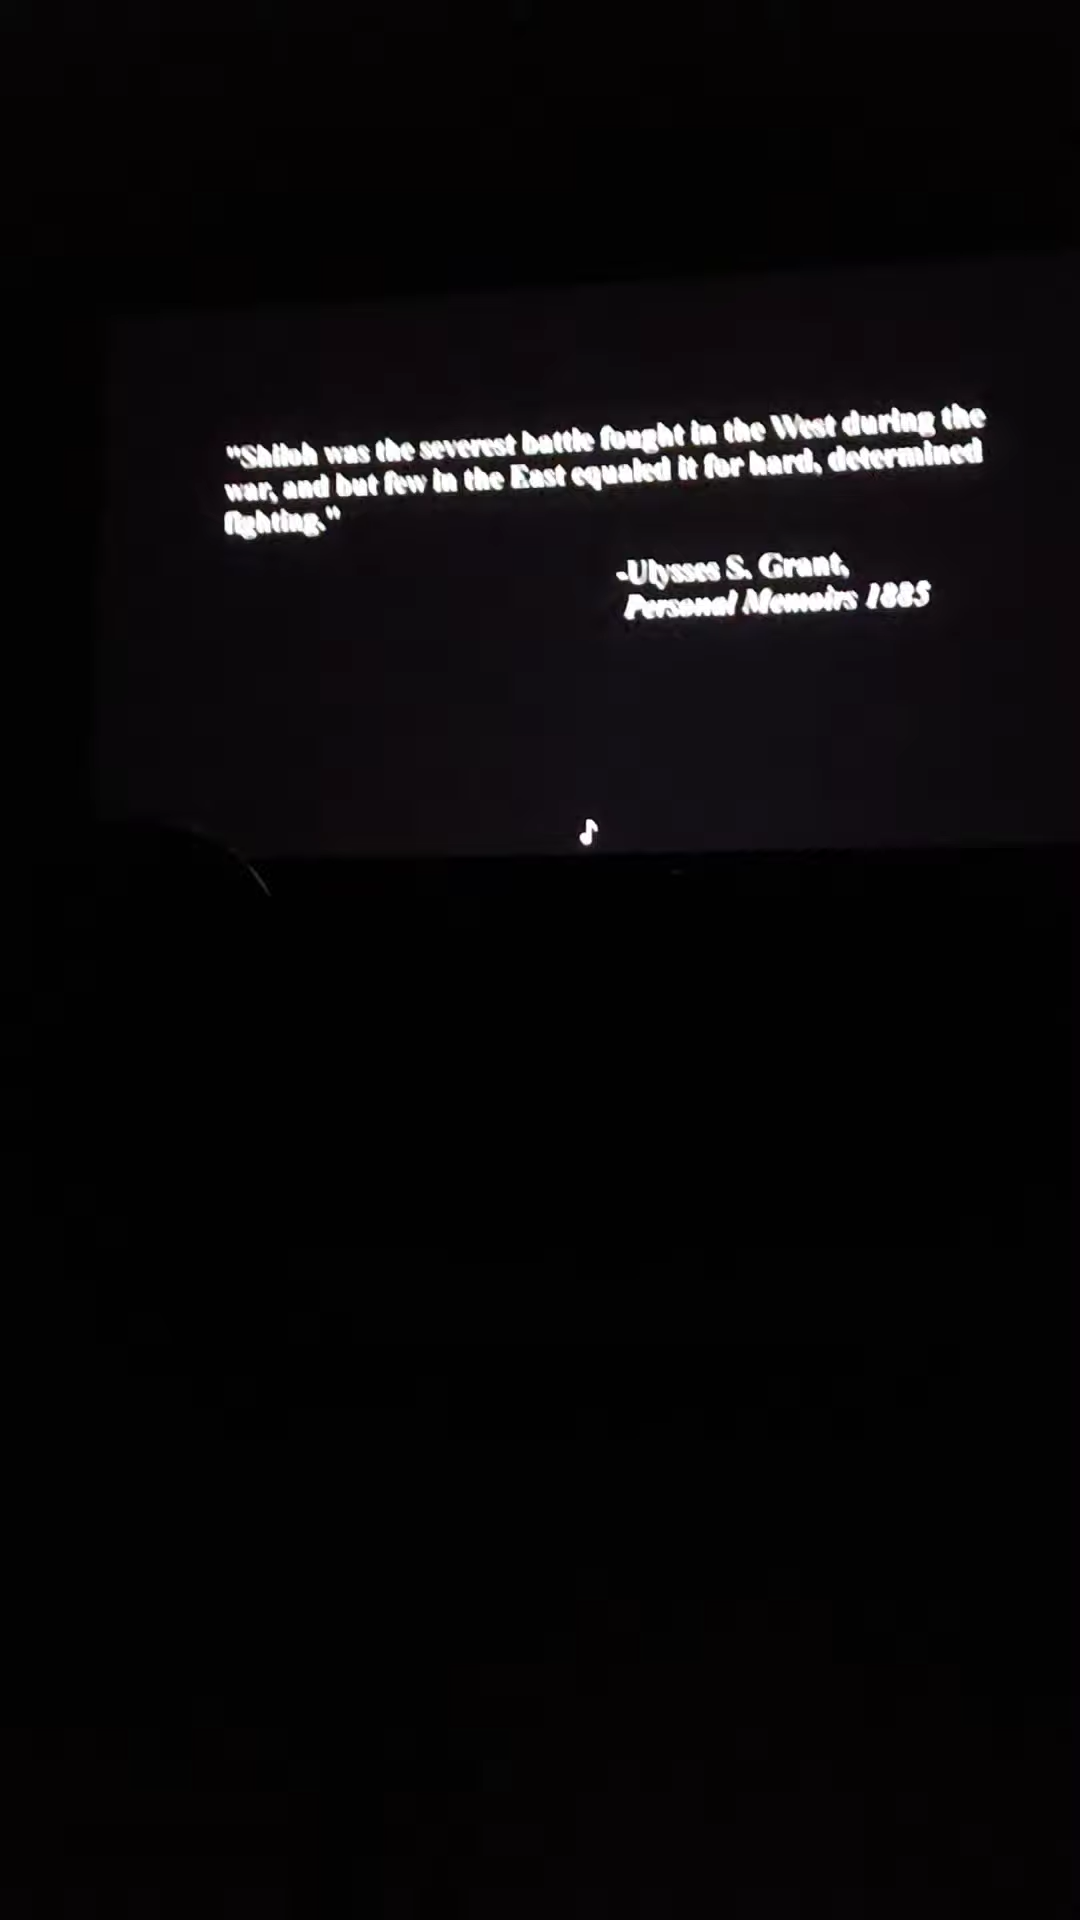 "Shiloh was the severest battle fought in the West during the
war, and but few in the East equaled it for hard, determined
fighting."
-Ulysses S. Grant,
Personal Memoirs 1885
♪